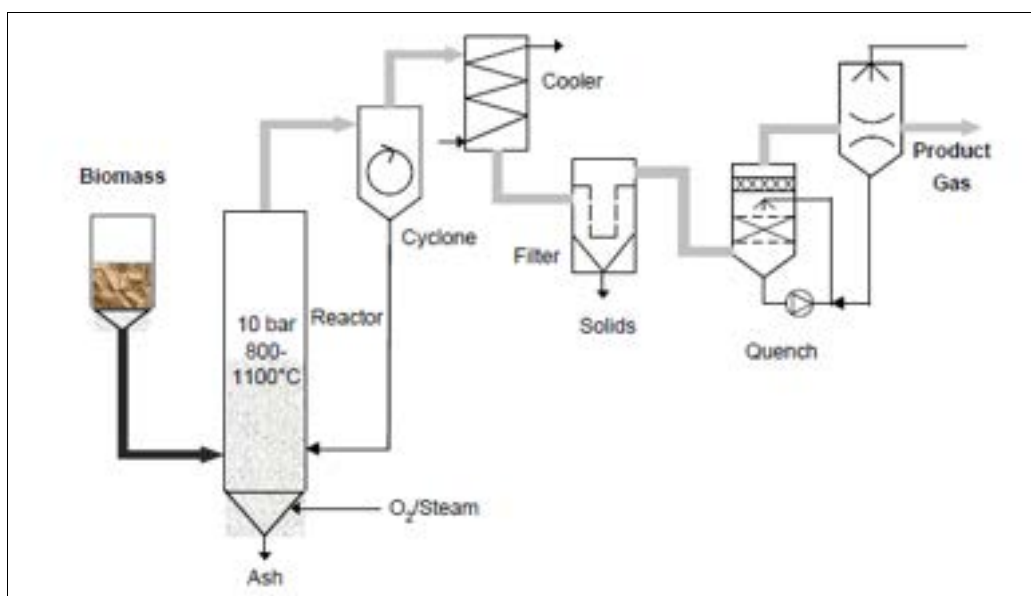 Biomass
10 bar
800-
1100°C
Reactor
O2/Steam
Ash
Cyclone
Cooler
Filter
Solids
Quench
Product
Gas